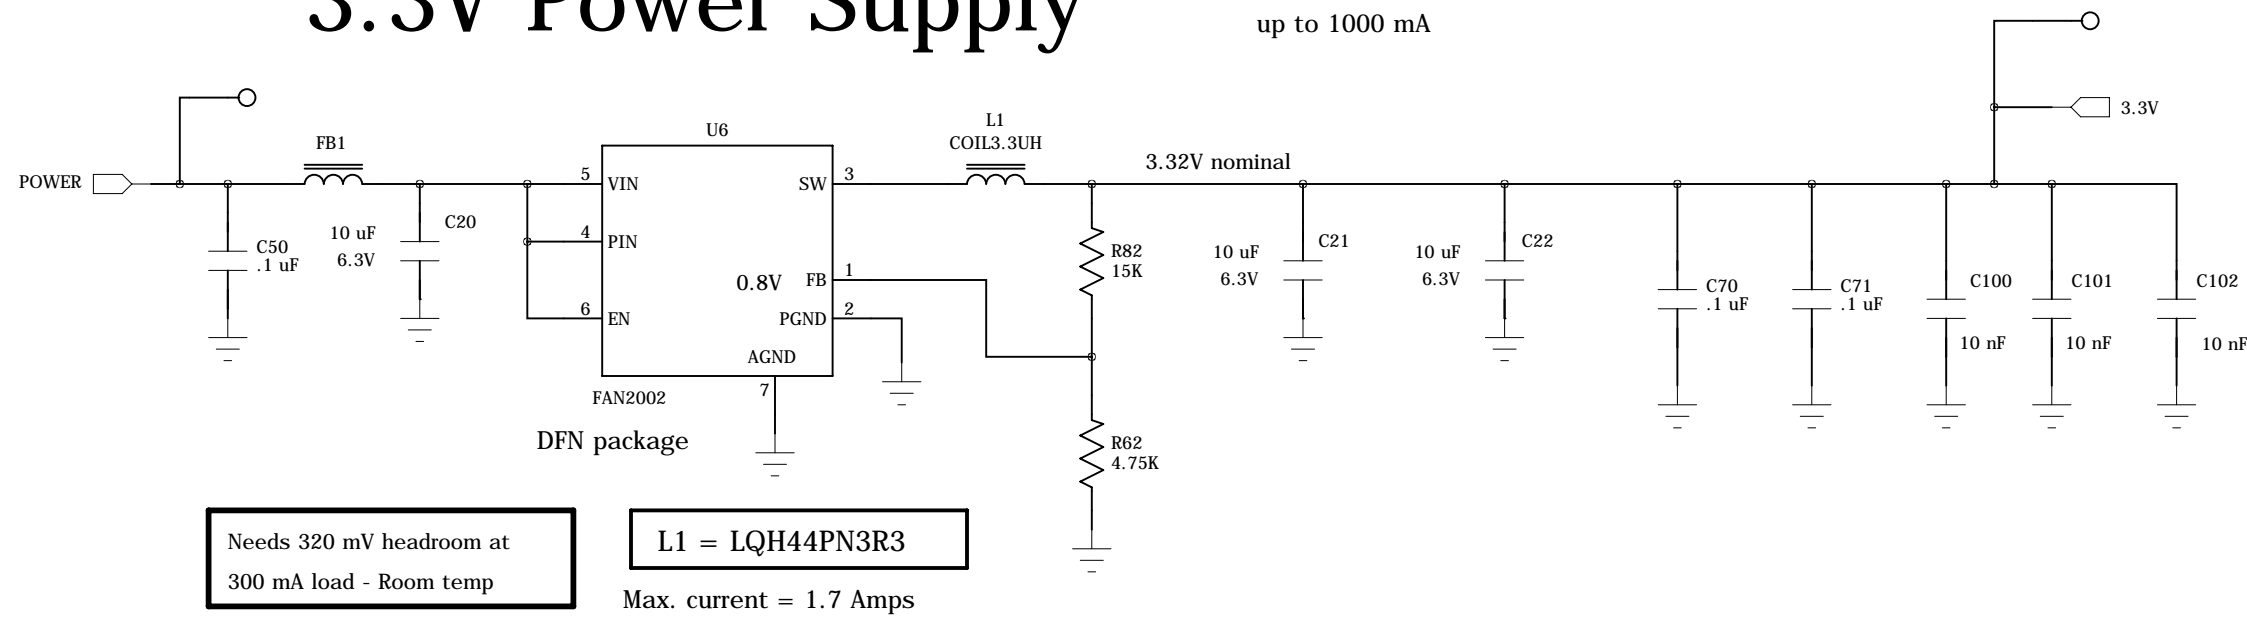 3.3V Power Supply
up to 1000 mA
3.3V
POWER
FB1
C50
.1 uF
C20
10 uF
6.3V
U6
5
VIN
4
PIN
6
EN
SW
3
0.8V
FB
1
PGND
2
AGND
7
FAN2002
DFN package
L1
COIL3.3UH
3.32V nominal
R82
15K
R62
4.75K
C21
10 uF
6.3V
C22
10 uF
6.3V
C70
.1 uF
C71
.1 uF
C100
10 nF
C101
10 nF
C102
10 nF
Needs 320 mV headroom at
300 mA load - Room temp
L1 = LQH44PN3R3
Max. current = 1.7 Amps